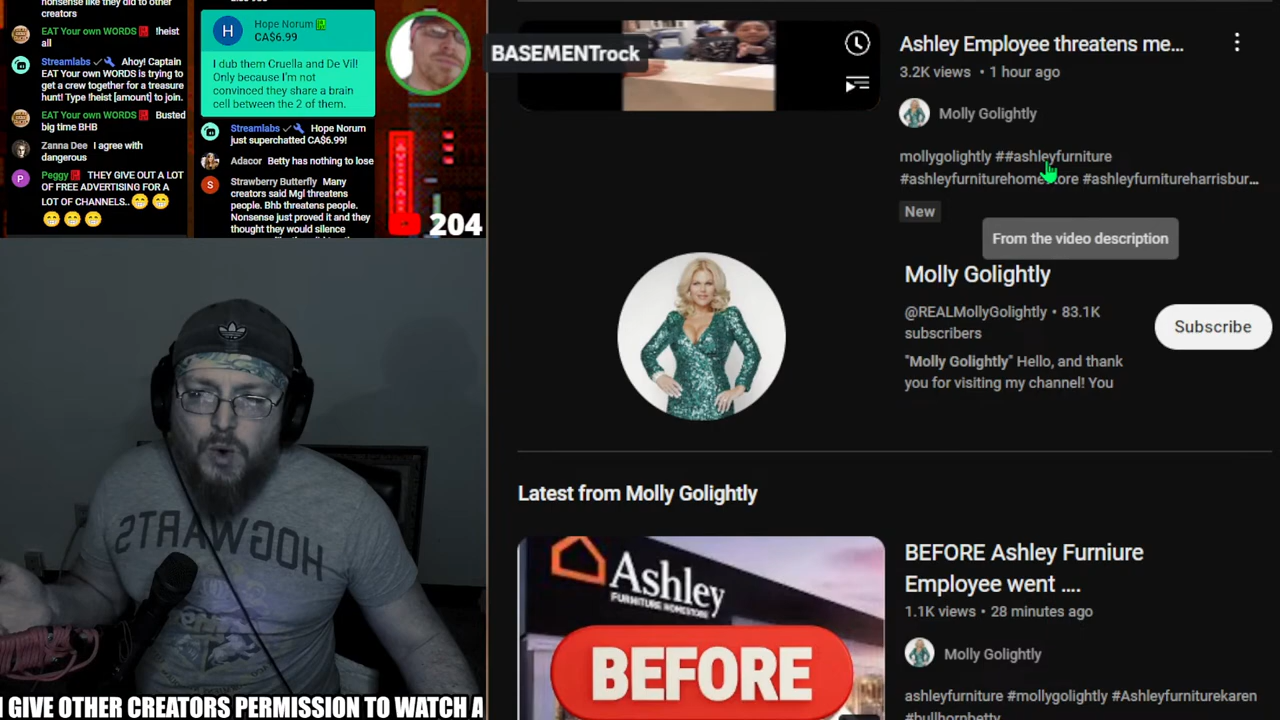 nonsense like they did to other
creators
EAT Your own WORDS !heist
all
Streamlabs Ahoy! Captain
EAT Your own WORDS is trying to
get a crew together for a treasure
hunt! Type !heist [amount] to join.
EAT Your own WORDS Busted
big time BHB
Zanna Dee I agree with
dangerous
P Peggy THEY GIVE OUT A
LOT OF FREE ADVERTISING FOR A
LOT OF CHANNELS..
H Hope Norum
CA$6.99
I dub them Cruella and De Vil!
Only because I'm not
convinced they share a brain
cell between the 2 of them.
Streamlabs Hope Norum
just superchatted CA$6.99!
Adacor Betty has nothing to lose
S Strawberry Butterfly Many
creators said Mgl threatens
people. Bhb threatens people.
Nonsense just proved it and they
thought they would silence
204
BASEMENTrock
HOGWARTS
I GIVE OTHER CREATORS PERMISSION TO WATCH A
Ashley Employee threatens me...
3.2K views • 1 hour ago
Molly Golightly
mollygolightly ##ashleyfurniture
#ashleyfurniturehomestore #ashleyfurnitureharrisbur...
New
From the video description
Molly Golightly
@REALMollyGolightly • 83.1K
subscribers
"Molly Golightly" Hello, and thank
you for visiting my channel! You
Subscribe
Latest from Molly Golightly
Ashley
FURNITURE HOMESTORE
BEFORE
BEFORE Ashley Furniure
Employee went ....
1.1K views • 28 minutes ago
Molly Golightly
ashleyfurniture #mollygolightly #Ashleyfurniturekaren
#bullhornbetty